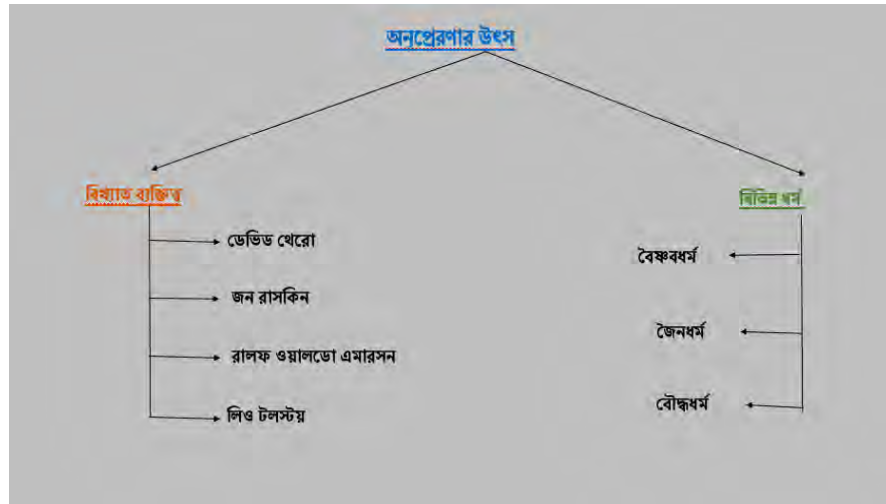 অনুপ্রেরণার উৎস
বিখ্যাত ব্যক্তিত্ব
ডেভিড থেরো
জন রাসকিন
রালফ ওয়ালডো এমারসন
লিও টলস্টয়
বিভিন্ন ধর্ম
বৈষ্ণবধর্ম
জৈনধর্ম
বৌদ্ধধর্ম